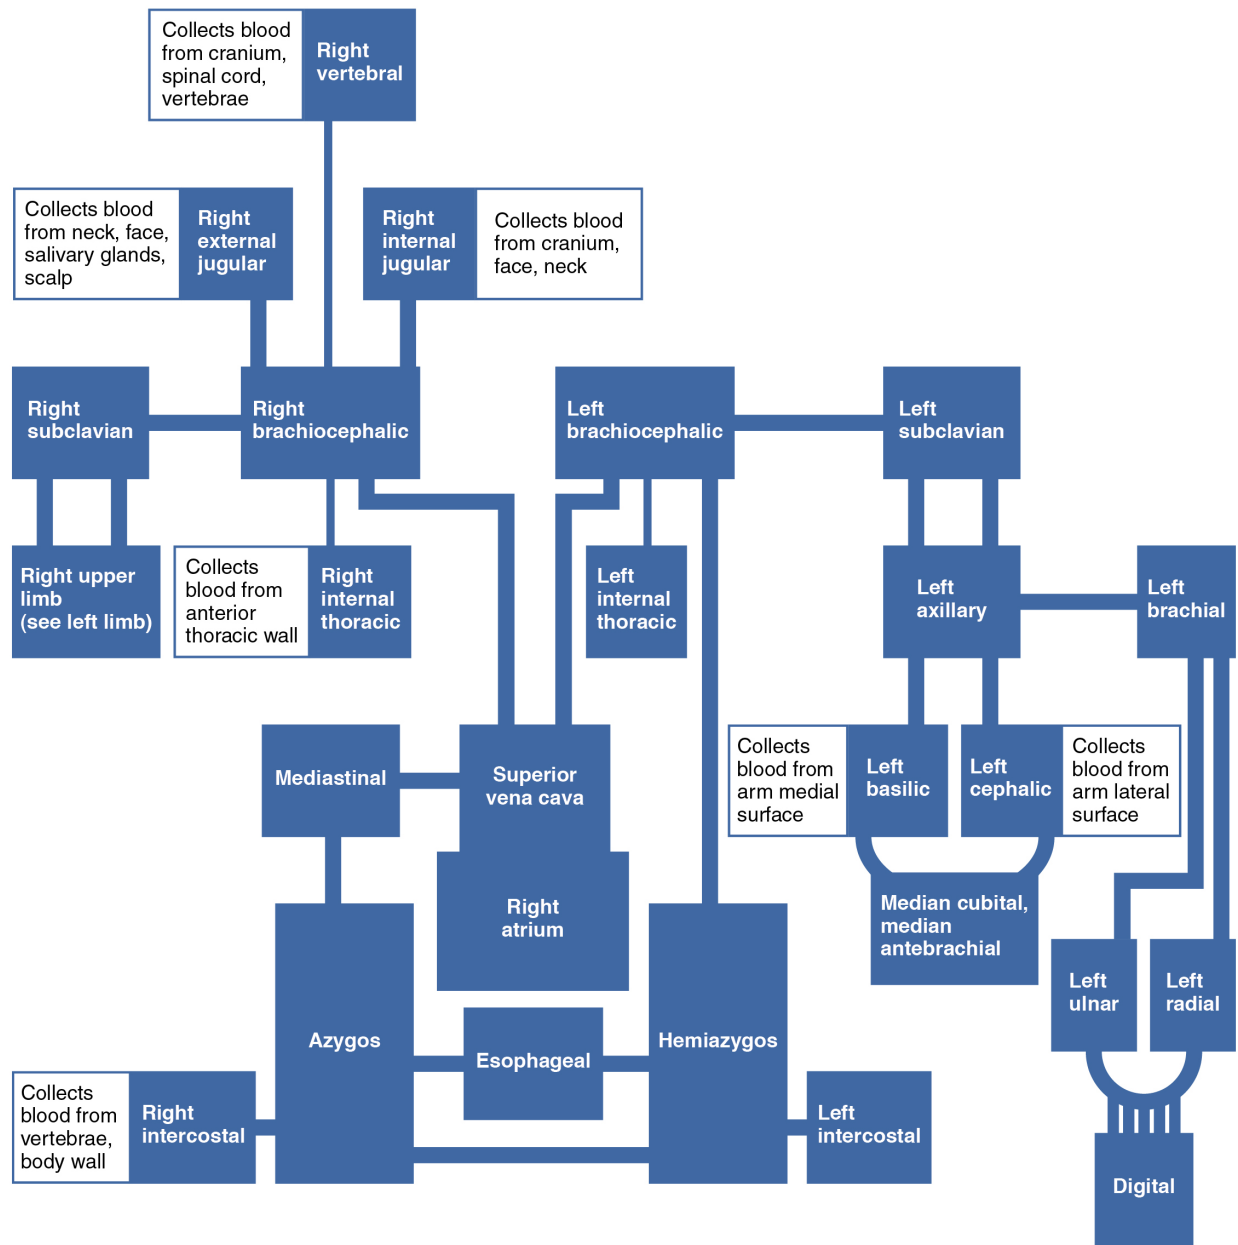 Collects blood
from cranium,
spinal cord,
vertebrae
Right
vertebral
Collects blood
from neck, face,
salivary glands,
scalp
Right
external
jugular
Right
internal
jugular
Collects blood
from cranium,
face, neck
Right
subclavian
Right
brachiocephalic
Left
brachiocephalic
Left
subclavian
Right upper
limb
(see left limb)
Collects
blood from
anterior
thoracic wall
Right
internal
thoracic
Left
internal
thoracic
Left
axillary
Left
brachial
Mediastinal
Superior
vena cava
Collects
blood from
arm medial
surface
Left
basilic
Left
cephalic
Collects
blood from
arm lateral
surface
Right
atrium
Median cubital,
median
antebrachial
Left
ulnar
Left
radial
Azygos
Esophageal
Hemiazygos
Collects
blood from
vertebrae,
body wall
Right
intercostal
Left
intercostal
Digital